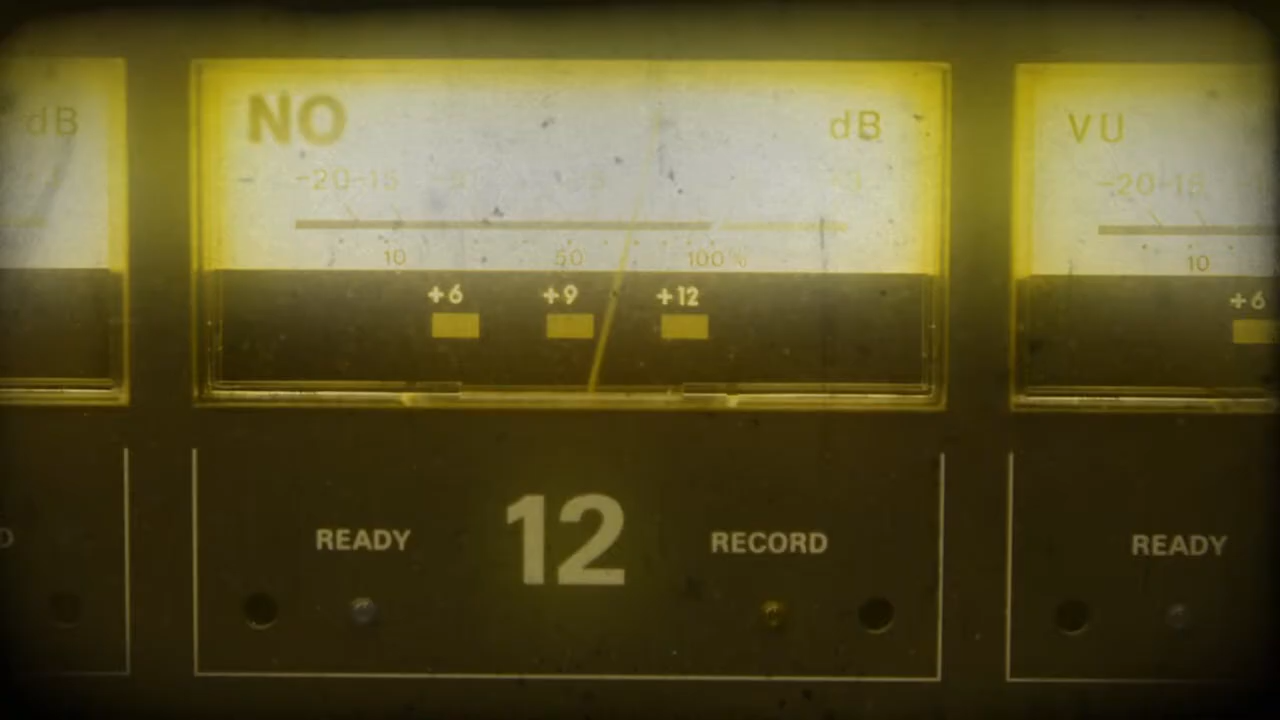 dB
NO dB
VU
-20-15
-20-15
10 50 100%
10
+6 +9 +12
+6
READY 12 RECORD
READY